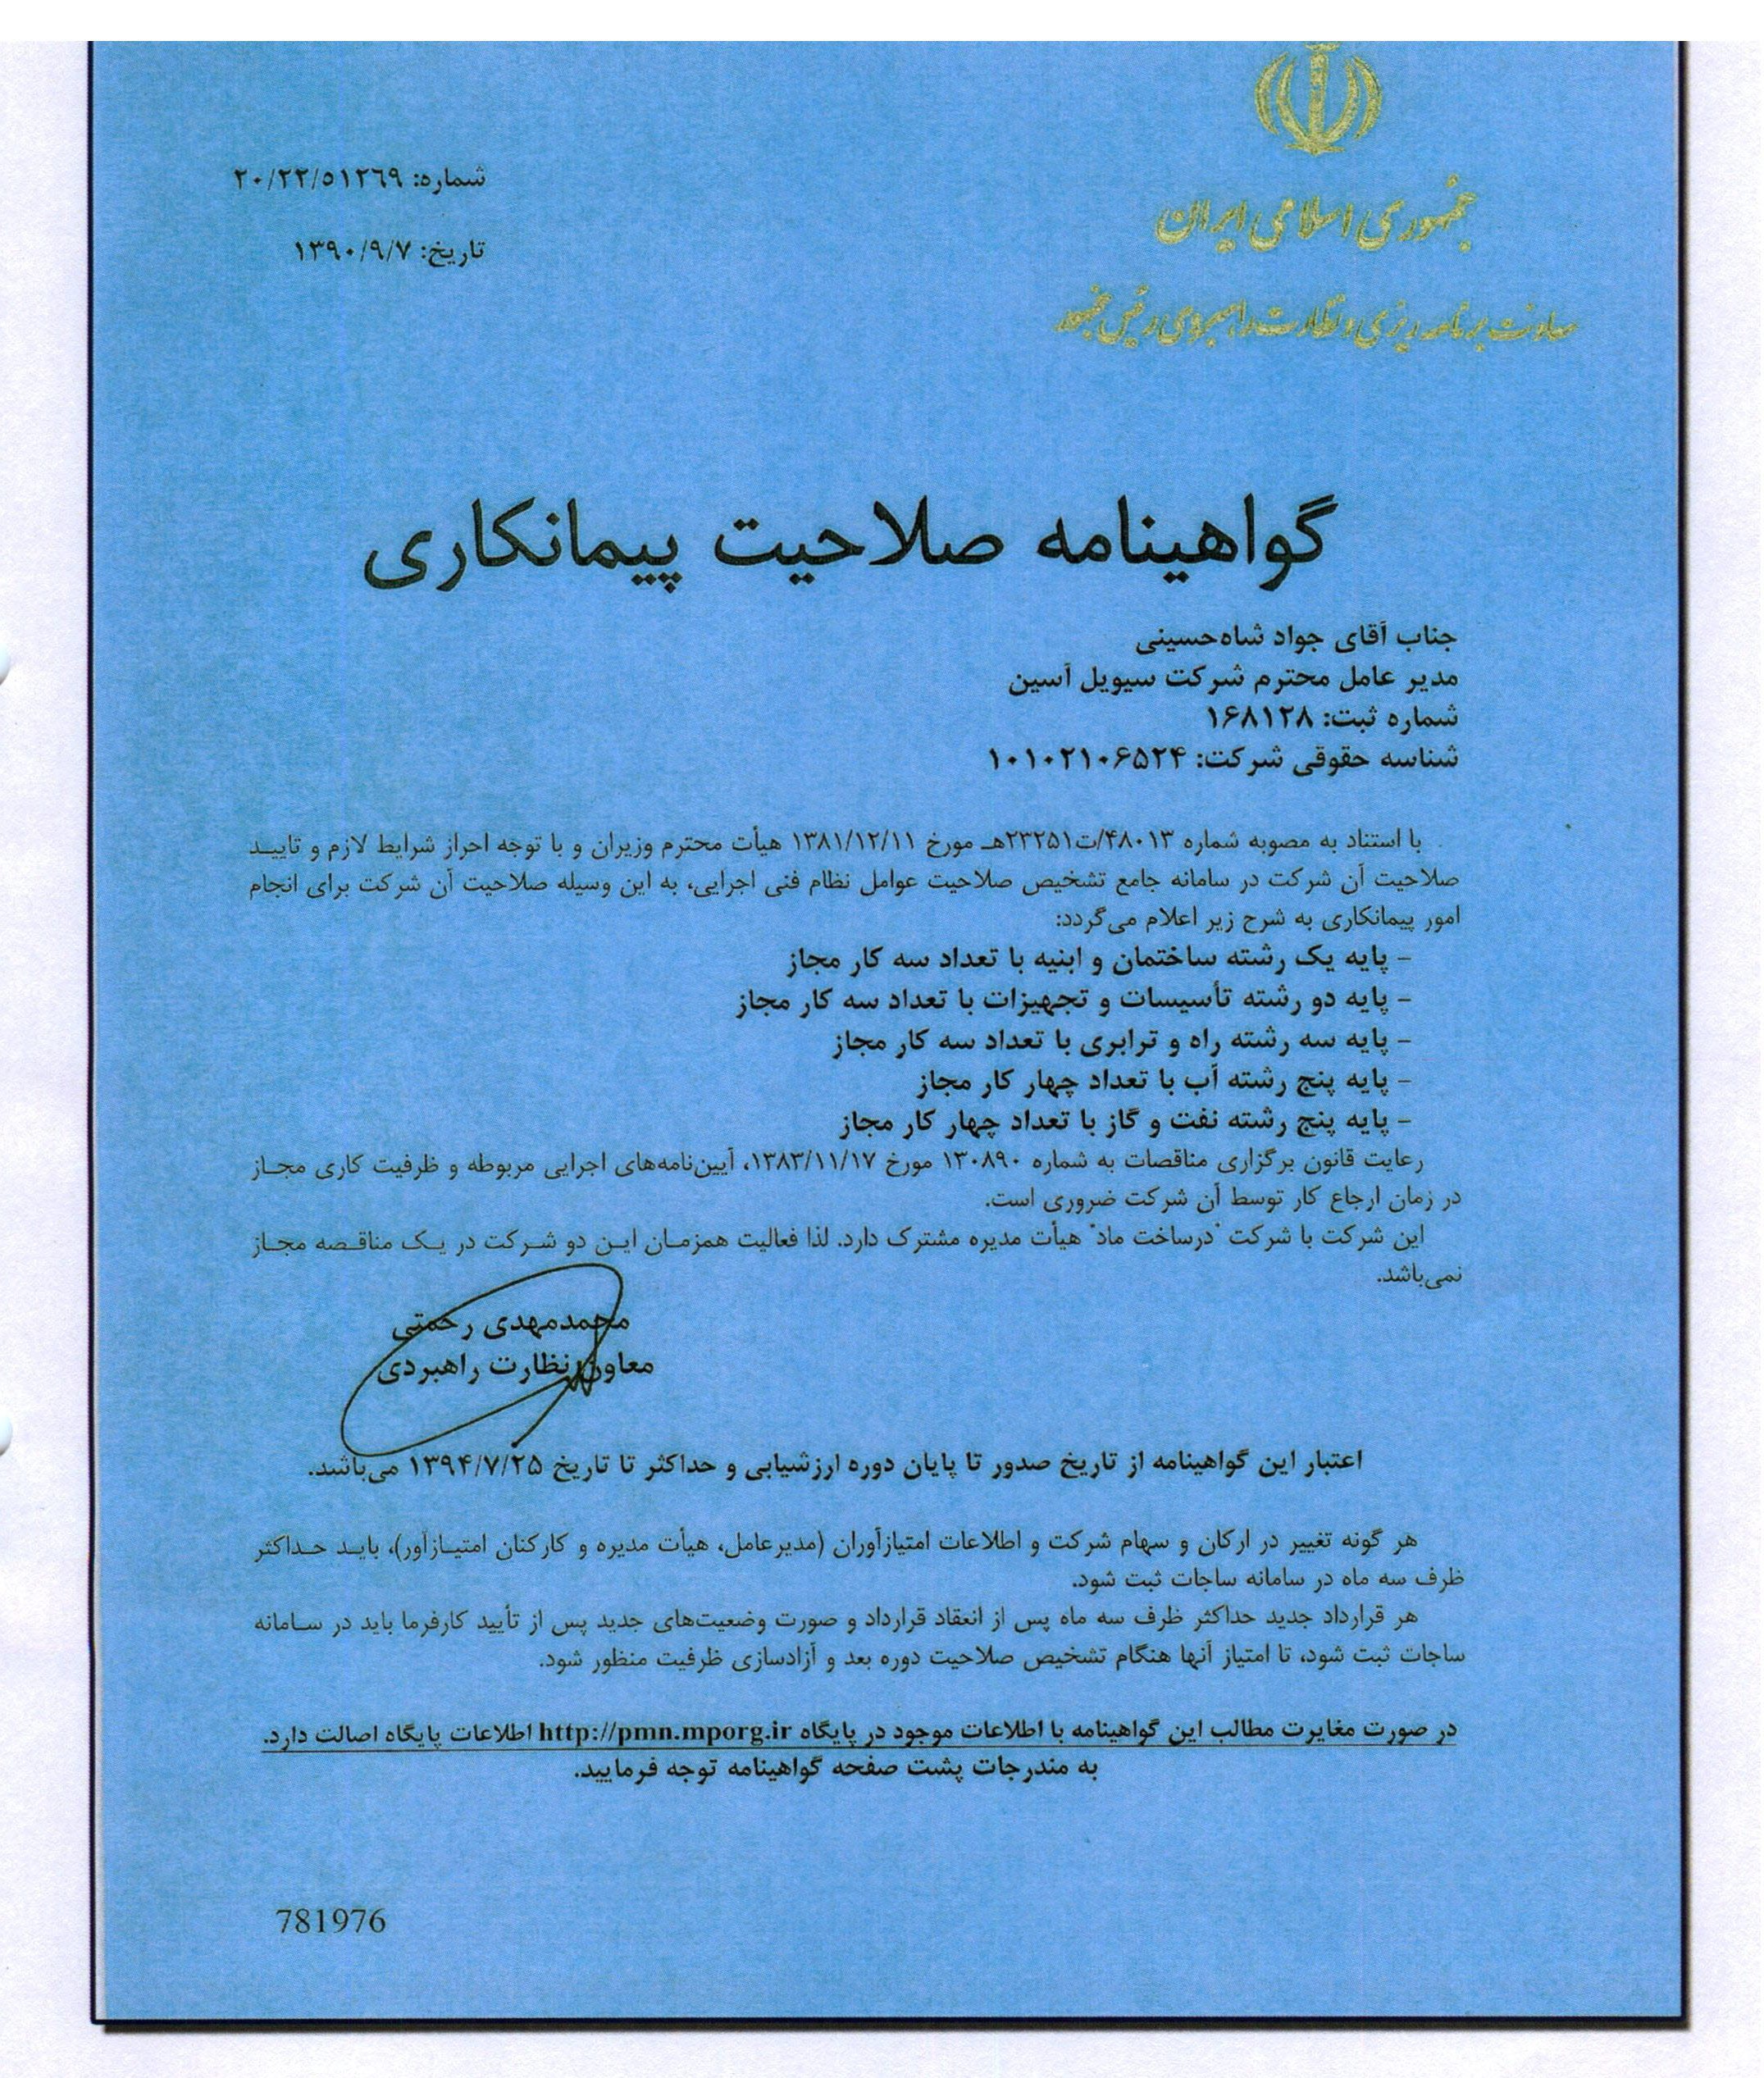 جمهوری اسلامی ایران
معاونت برنامه ریزی و نظارت راهبردی رئیس جمهور
شماره: ۲۰/۲۲/۵۱۲۶۹
تاریخ: ۱۳۹۰/۹/۷
گواهینامه صلاحیت پیمانکاری
جناب آقای جواد شاه‌حسینی
مدیر عامل محترم شرکت سیویل آسین
شماره ثبت: ۱۶۸۱۲۸
شناسه حقوقی شرکت: ۱۰۱۰۲۱۰۶۵۲۴
با استناد به مصوبه شماره ۴۸۰۱۳/ت۲۳۲۵۱هـ مورخ ۱۳۸۱/۱۲/۱۱ هیأت محترم وزیران و با توجه احراز شرایط لازم و تایید
صلاحیت آن شرکت در سامانه جامع تشخیص صلاحیت عوامل نظام فنی اجرایی، به این وسیله صلاحیت آن شرکت برای انجام
امور پیمانکاری به شرح زیر اعلام می‌گردد:
- پایه یک رشته ساختمان و ابنیه با تعداد سه کار مجاز
- پایه دو رشته تأسیسات و تجهیزات با تعداد سه کار مجاز
- پایه سه رشته راه و ترابری با تعداد سه کار مجاز
- پایه پنج رشته آب با تعداد چهار کار مجاز
- پایه پنج رشته نفت و گاز با تعداد چهار کار مجاز
رعایت قانون برگزاری مناقصات به شماره ۱۳۰۸۹۰ مورخ ۱۳۸۳/۱۱/۱۷، آیین‌نامه‌های اجرایی مربوطه و ظرفیت کاری مجاز
در زمان ارجاع کار توسط آن شرکت ضروری است.
این شرکت با شرکت "درساخت ماد" هیأت مدیره مشترک دارد. لذا فعالیت همزمان این دو شرکت در یک مناقصه مجاز
نمی‌باشد.
محمدمهدی رحمتی
معاون نظارت راهبردی
اعتبار این گواهینامه از تاریخ صدور تا پایان دوره ارزشیابی و حداکثر تا تاریخ ۱۳۹۴/۷/۲۵ می‌باشد.
هر گونه تغییر در ارکان و سهام شرکت و اطلاعات امتیازآوران (مدیرعامل، هیأت مدیره و کارکنان امتیازآور)، باید حداکثر
ظرف سه ماه در سامانه ساجات ثبت شود.
هر قرارداد جدید حداکثر ظرف سه ماه پس از انعقاد قرارداد و صورت وضعیت‌های جدید پس از تأیید کارفرما باید در سامانه
ساجات ثبت شود، تا امتیاز آنها هنگام تشخیص صلاحیت دوره بعد و آزادسازی ظرفیت منظور شود.
در صورت مغایرت مطالب این گواهینامه با اطلاعات موجود در پایگاه http://pmn.mporg.ir اطلاعات پایگاه اصالت دارد.
به مندرجات پشت صفحه گواهینامه توجه فرمایید.
781976